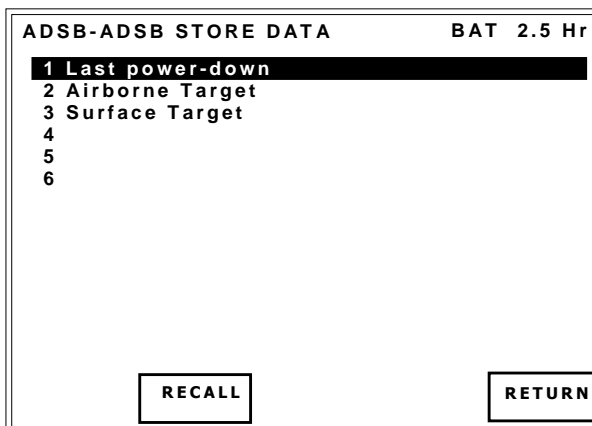 ADSB-ADSB STORE DATA BAT 2.5 Hr
1 Last power-down
2 Airborne Target
3 Surface Target
4
5
6
RECALL RETURN